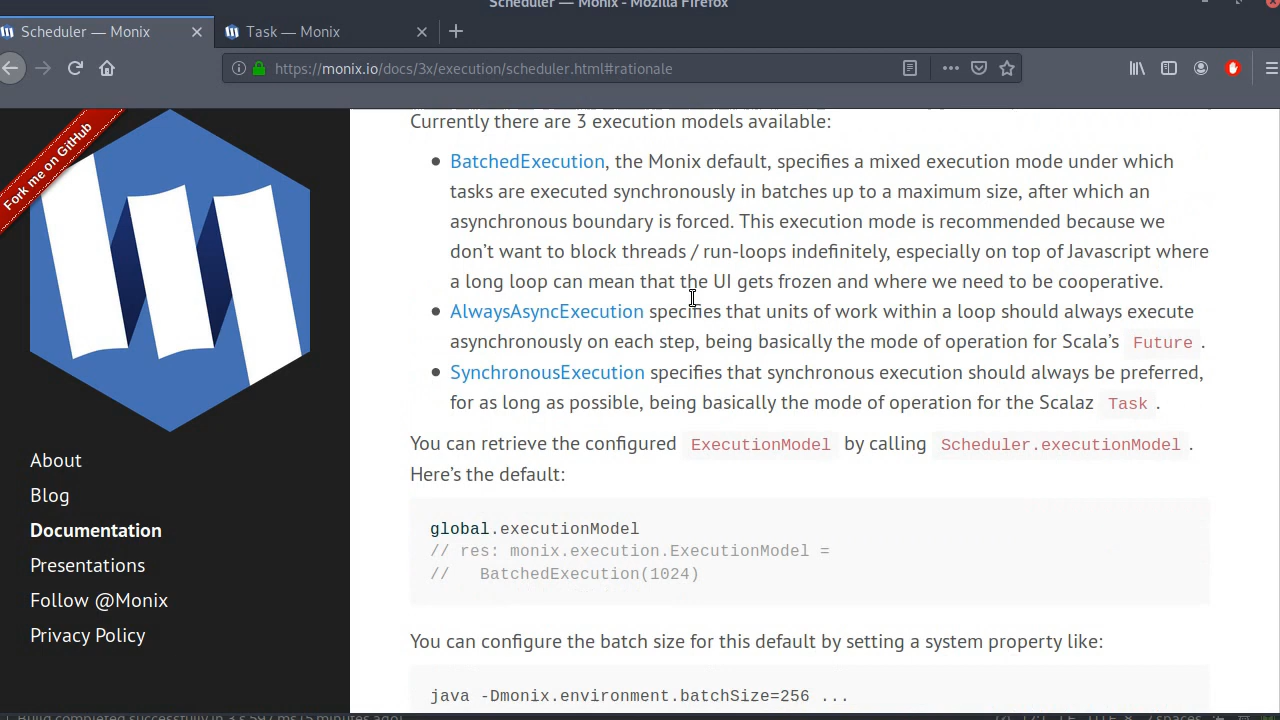 Scheduler — Monix - Mozilla Firefox
Scheduler — Monix
Task — Monix
https://monix.io/docs/3x/execution/scheduler.html#rationale
Fork me on GitHub
Currently there are 3 execution models available:
BatchedExecution, the Monix default, specifies a mixed execution mode under which
tasks are executed synchronously in batches up to a maximum size, after which an
asynchronous boundary is forced. This execution mode is recommended because we
don’t want to block threads / run-loops indefinitely, especially on top of Javascript where
a long loop can mean that the UI gets frozen and where we need to be cooperative.
AlwaysAsyncExecution specifies that units of work within a loop should always execute
asynchronously on each step, being basically the mode of operation for Scala’s Future.
SynchronousExecution specifies that synchronous execution should always be preferred,
for as long as possible, being basically the mode of operation for the Scalaz Task.
You can retrieve the configured ExecutionModel by calling Scheduler.executionModel.
Here’s the default:
global.executionModel
// res: monix.execution.ExecutionModel =
//   BatchedExecution(1024)
You can configure the batch size for this default by setting a system property like:
java -Dmonix.environment.batchSize=256 ...
About
Blog
Documentation
Presentations
Follow @Monix
Privacy Policy